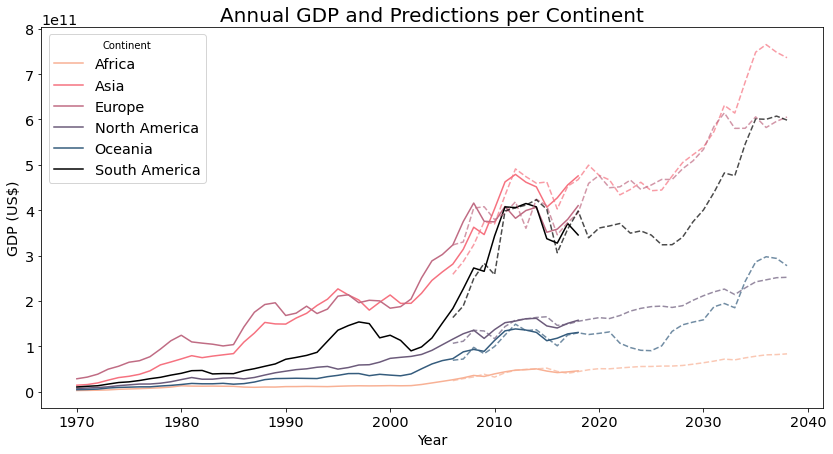 Annual GDP and Predictions per Continent
1e11
8
7
6
5
4
3
2
1
0
GDP (US$)
Continent
Africa
Asia
Europe
North America
Oceania
South America
1970 1980 1990 2000 2010 2020 2030 2040
Year